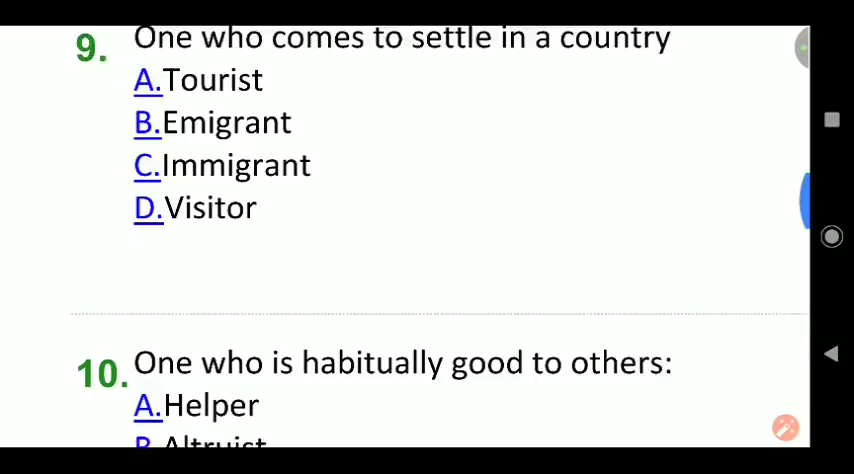 9. One who comes to settle in a country
A.Tourist
B.Emigrant
C.Immigrant
D.Visitor
10. One who is habitually good to others:
A.Helper
B.Altruist